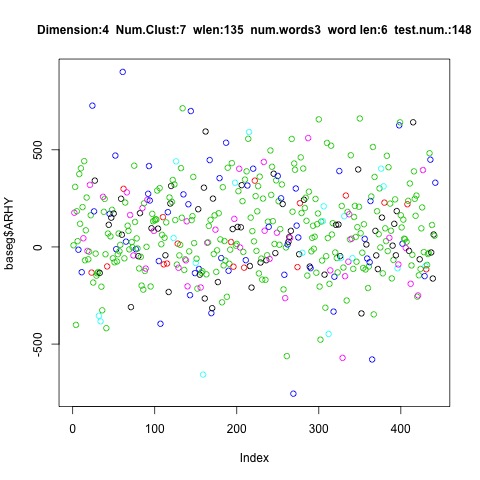 Dimension:4 Num.Clust:7 wlen:135 num.words3 word len:6 test.num.:148
500
0
-500
baseg$ARHY
0 100 200 300 400
Index